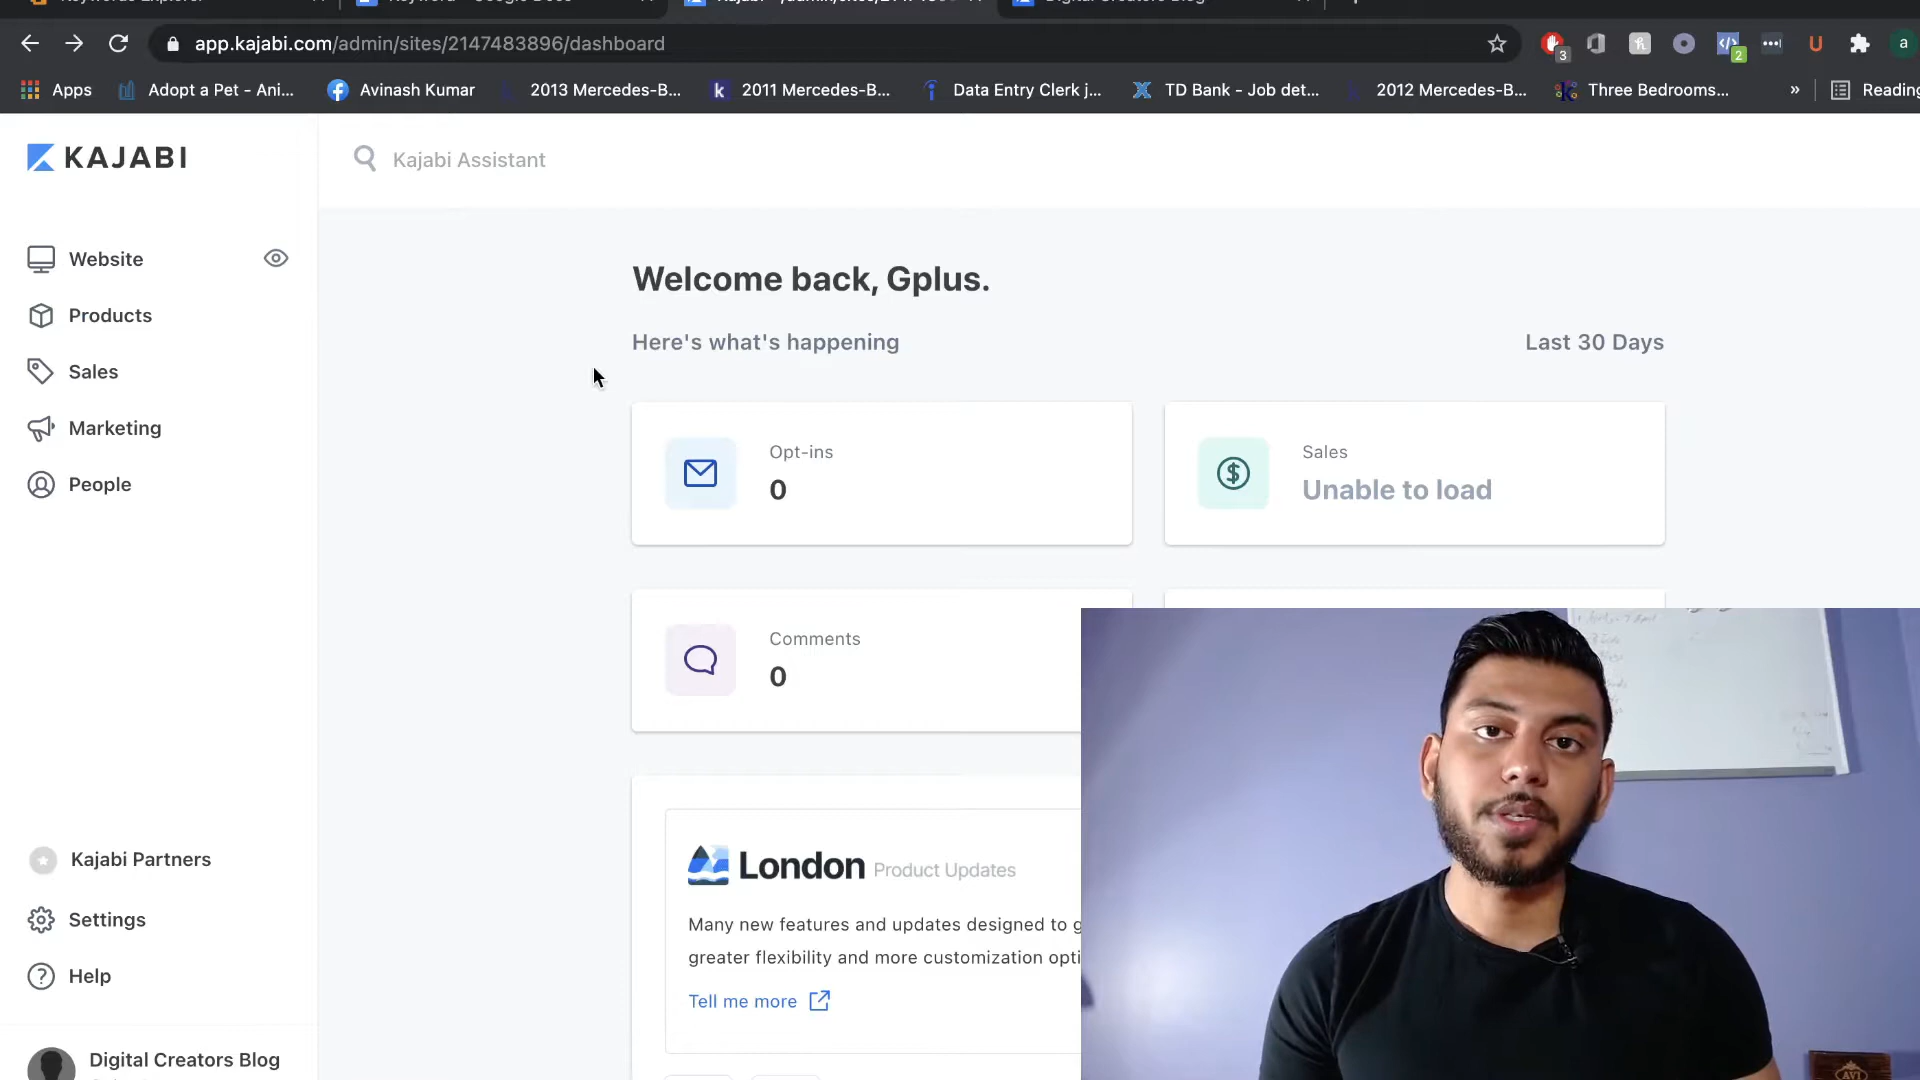 app.kajabi.com/admin/sites/2147483896/dashboard
3
2
a
Apps
Adopt a Pet - Ani...
Avinash Kumar
2013 Mercedes-B...
2011 Mercedes-B...
Data Entry Clerk j...
TD Bank - Job det...
2012 Mercedes-B...
Three Bedrooms...
»
Reading
KAJABI
Kajabi Assistant
Website
Products
Sales
Marketing
People
Welcome back, Gplus.
Here's what's happening
Last 30 Days
Opt-ins
0
Sales
Unable to load
Comments
0
London Product Updates
Many new features and updates designed to g
greater flexibility and more customization opti
Tell me more
Kajabi Partners
Settings
Help
Digital Creators Blog
AVI